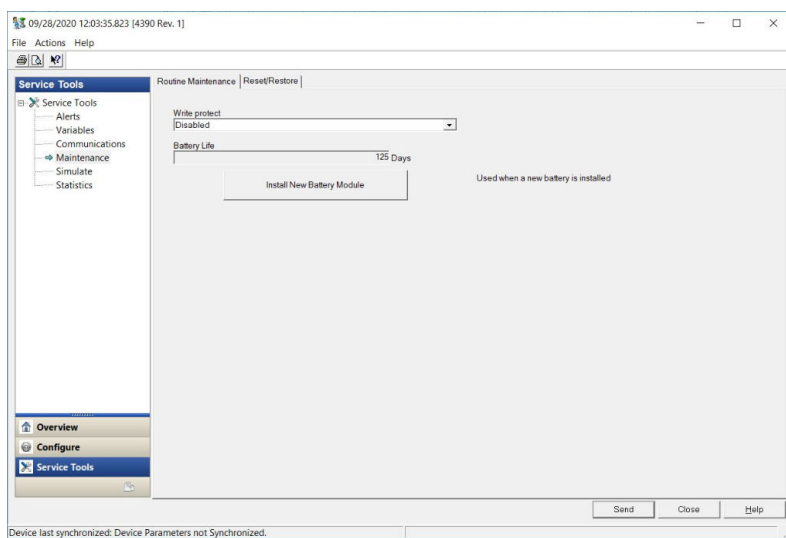 09/28/2020 12:03:35.823 [4390 Rev. 1]
File Actions Help
Service Tools
Service Tools
Alerts
Variables
Communications
Maintenance
Simulate
Statistics
Overview
Configure
Service Tools
Routine Maintenance Reset/Restore
Write protect
Disabled
Battery Life
125 Days
Install New Battery Module
Used when a new battery is installed
Send Close Help
Device last synchronized: Device Parameters not Synchronized.